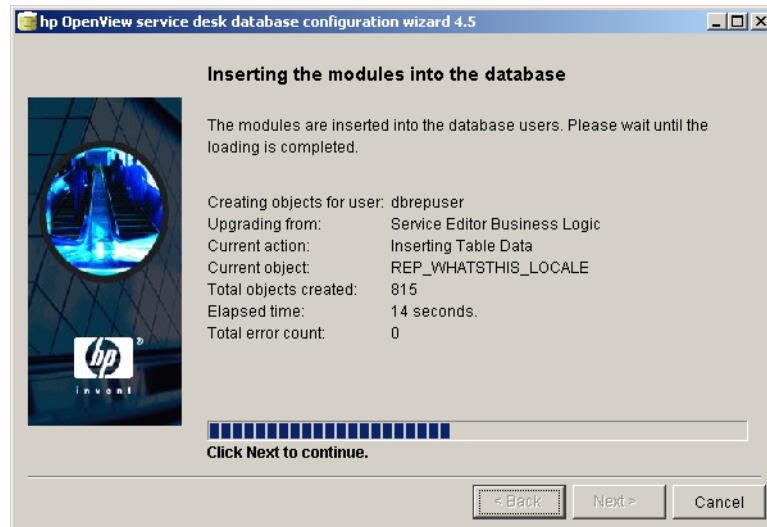 hp OpenView service desk database configuration wizard 4.5
Inserting the modules into the database
The modules are inserted into the database users. Please wait until the
loading is completed.
Creating objects for user: dbrepuser
Upgrading from: Service Editor Business Logic
Current action: Inserting Table Data
Current object: REP_WHATSTHIS_LOCALE
Total objects created: 815
Elapsed time: 14 seconds.
Total error count: 0
hp ®
invent
Click Next to continue.
< Back Next > Cancel